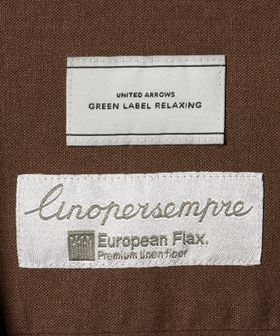 UNITED ARROWS
GREEN LABEL RELAXING
Linopersempre
European Flax.
Premium linen fiber